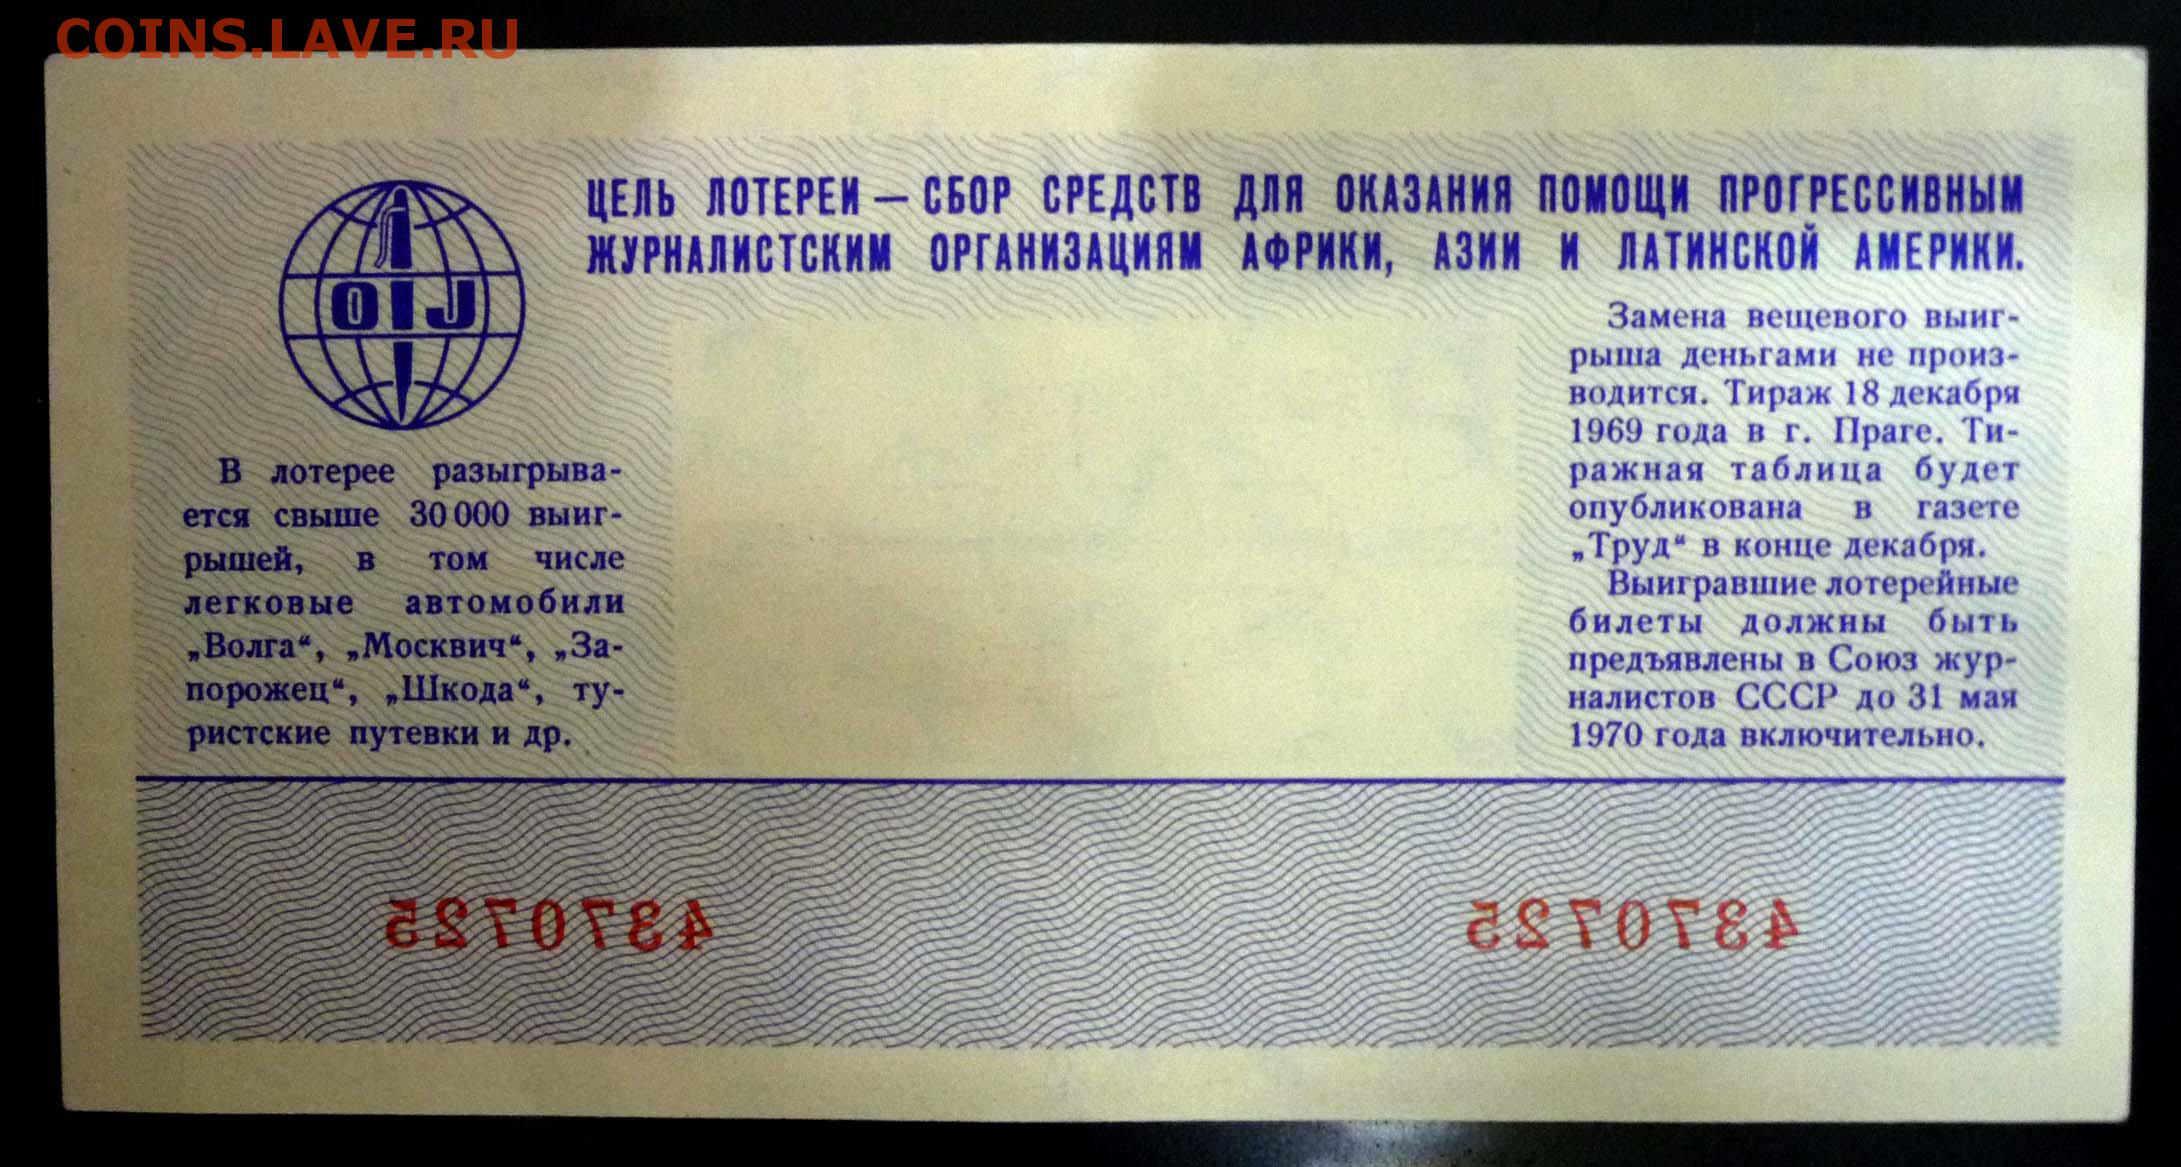 COINS.LAVE.RU
ЦЕЛЬ ЛОТЕРЕИ — СБОР СРЕДСТВ ДЛЯ ОКАЗАНИЯ ПОМОЩИ ПРОГРЕССИВНЫМ
ЖУРНАЛИСТСКИМ ОРГАНИЗАЦИЯМ АФРИКИ, АЗИИ И ЛАТИНСКОЙ АМЕРИКИ.
OIJ
В лотерее разыгрыва-
ется свыше 30 000 выиг-
рышей, в том числе
легковые автомобили
„Волга“, „Москвич“, „За-
порожец“, „Шкода“, ту-
ристские путевки и др.
Замена вещевого выиг-
рыша деньгами не произ-
водится. Тираж 18 декабря
1969 года в г. Праге. Ти-
ражная таблица будет
опубликована в газете
„Труд“ в конце декабря.
Выигравшие лотерейные
билеты должны быть
предъявлены в Союз жур-
налистов СССР до 31 мая
1970 года включительно.
4370725
4370725